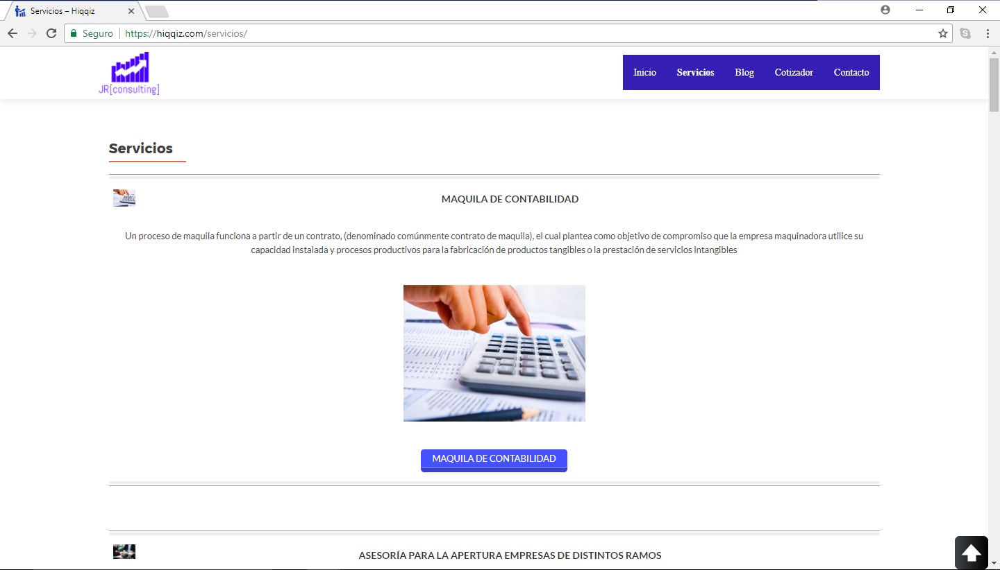 Servicios – Hiqqiz
Seguro
https://hiqqiz.com/servicios/
JR[consulting]
Inicio Servicios Blog Cotizador Contacto
Servicios
MAQUILA DE CONTABILIDAD
Un proceso de maquila funciona a partir de un contrato, (denominado comúnmente contrato de maquila), el cual plantea como objetivo de compromiso que la empresa maquinadora utilice su
capacidad instalada y procesos productivos para la fabricación de productos tangibles o la prestación de servicios intangibles
MAQUILA DE CONTABILIDAD
ASESORÍA PARA LA APERTURA EMPRESAS DE DISTINTOS RAMOS